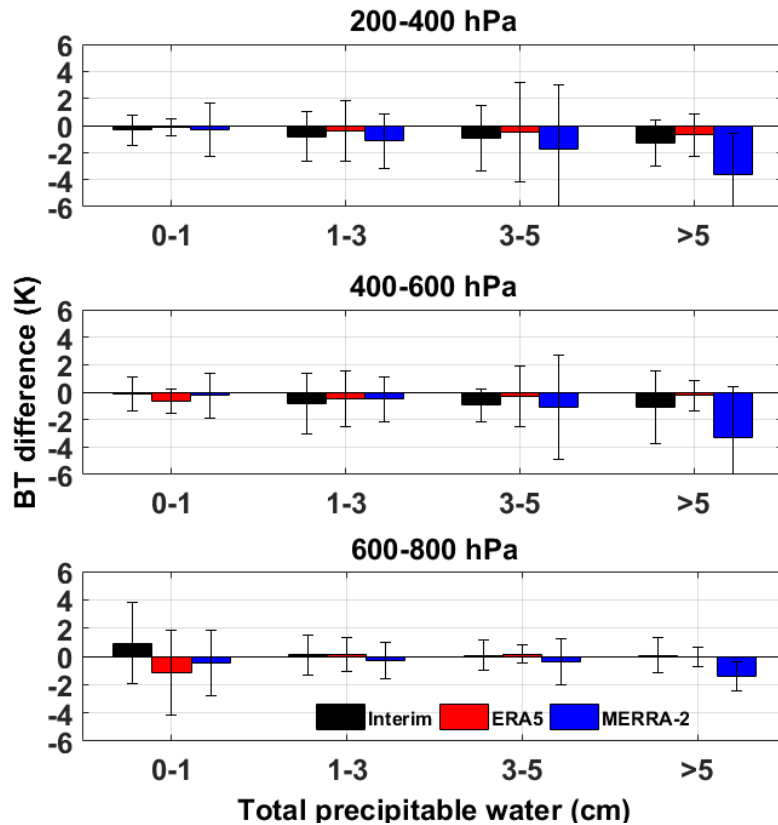 200-400 hPa
6
4
2
0
-2
-4
-6
0-1 1-3 3-5 >5
400-600 hPa
BT difference (K)
6
4
2
0
-2
-4
-6
0-1 1-3 3-5 >5
600-800 hPa
6
4
2
0
-2
-4
-6
Interim ERA5 MERRA-2
0-1 1-3 3-5 >5
Total precipitable water (cm)